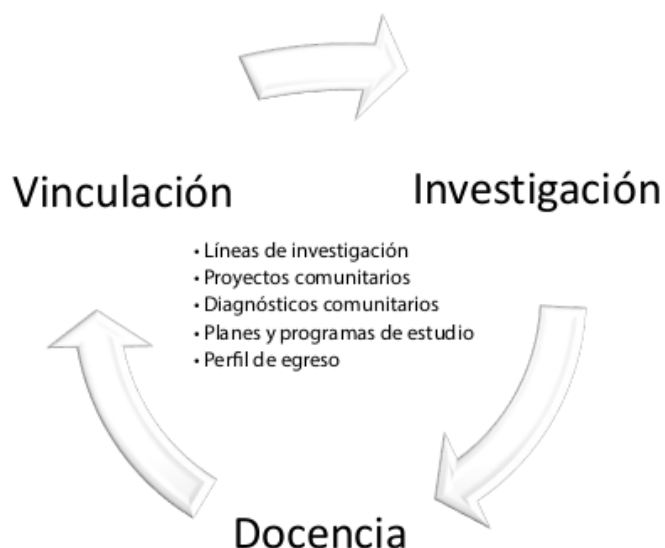 Vinculación
Investigación
• Líneas de investigación
• Proyectos comunitarios
• Diagnósticos comunitarios
• Planes y programas de estudio
• Perfil de egreso
Docencia